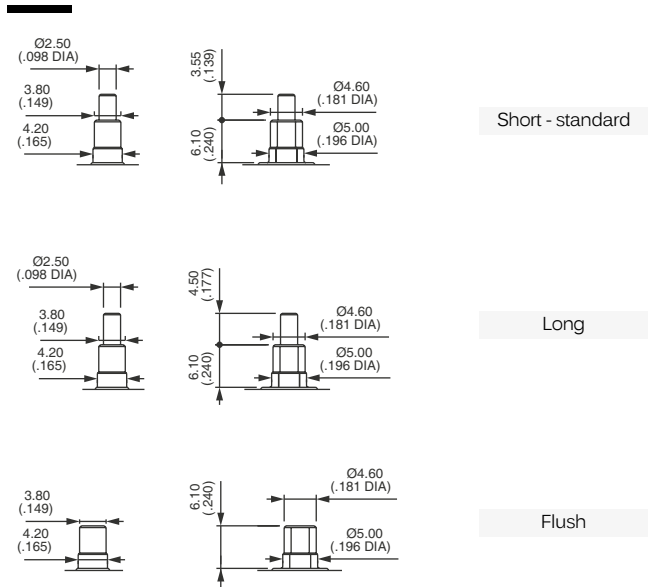 Ø2.50
(.098 DIA)
3.80
(.149)
4.20
(.165)
3.55
(.139)
6.10
(.240)
Ø4.60
(.181 DIA)
Ø5.00
(.196 DIA)
Short - standard
Ø2.50
(.098 DIA)
3.80
(.149)
4.20
(.165)
4.50
(.177)
6.10
(.240)
Ø4.60
(.181 DIA)
Ø5.00
(.196 DIA)
Long
3.80
(.149)
4.20
(.165)
6.10
(.240)
Ø4.60
(.181 DIA)
Ø5.00
(.196 DIA)
Flush